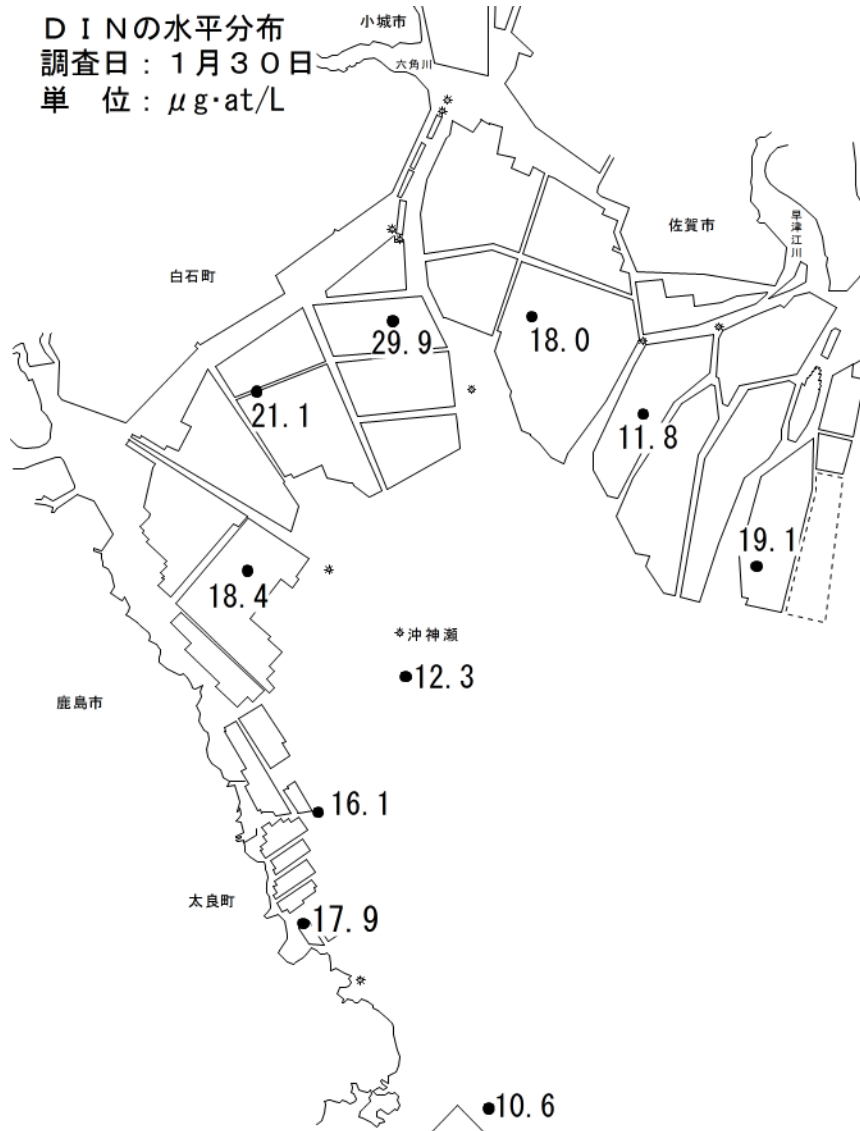 DINの水平分布
調査日：1月30日
単　位：μg·at/L
小城市
六角川
佐賀市
早津江川
白石町
29.9
18.0
21.1
11.8
19.1
18.4
沖神瀬
12.3
鹿島市
16.1
太良町
17.9
10.6